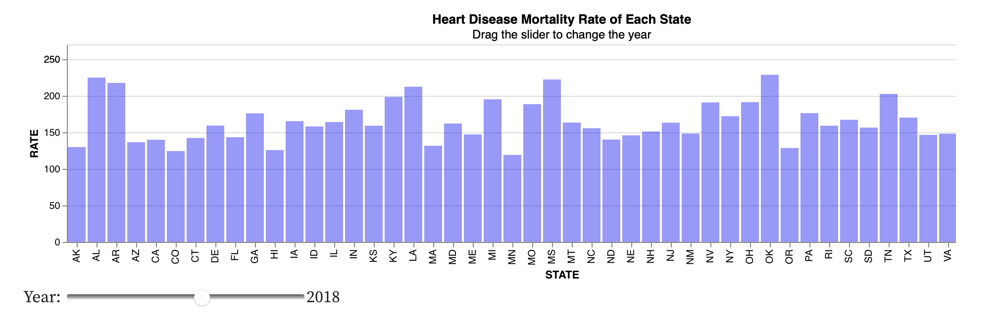 Heart Disease Mortality Rate of Each State
Drag the slider to change the year
250
200
150
100
50
0
RATE
AK AL AR AZ CA CO CT DE FL GA HI IA ID IL IN KS KY LA MA MD ME MI MN MO MS MT NC ND NE NH NJ NM NV NY OH OK OR PA RI SC SD TN TX UT VA
STATE
Year: 2018